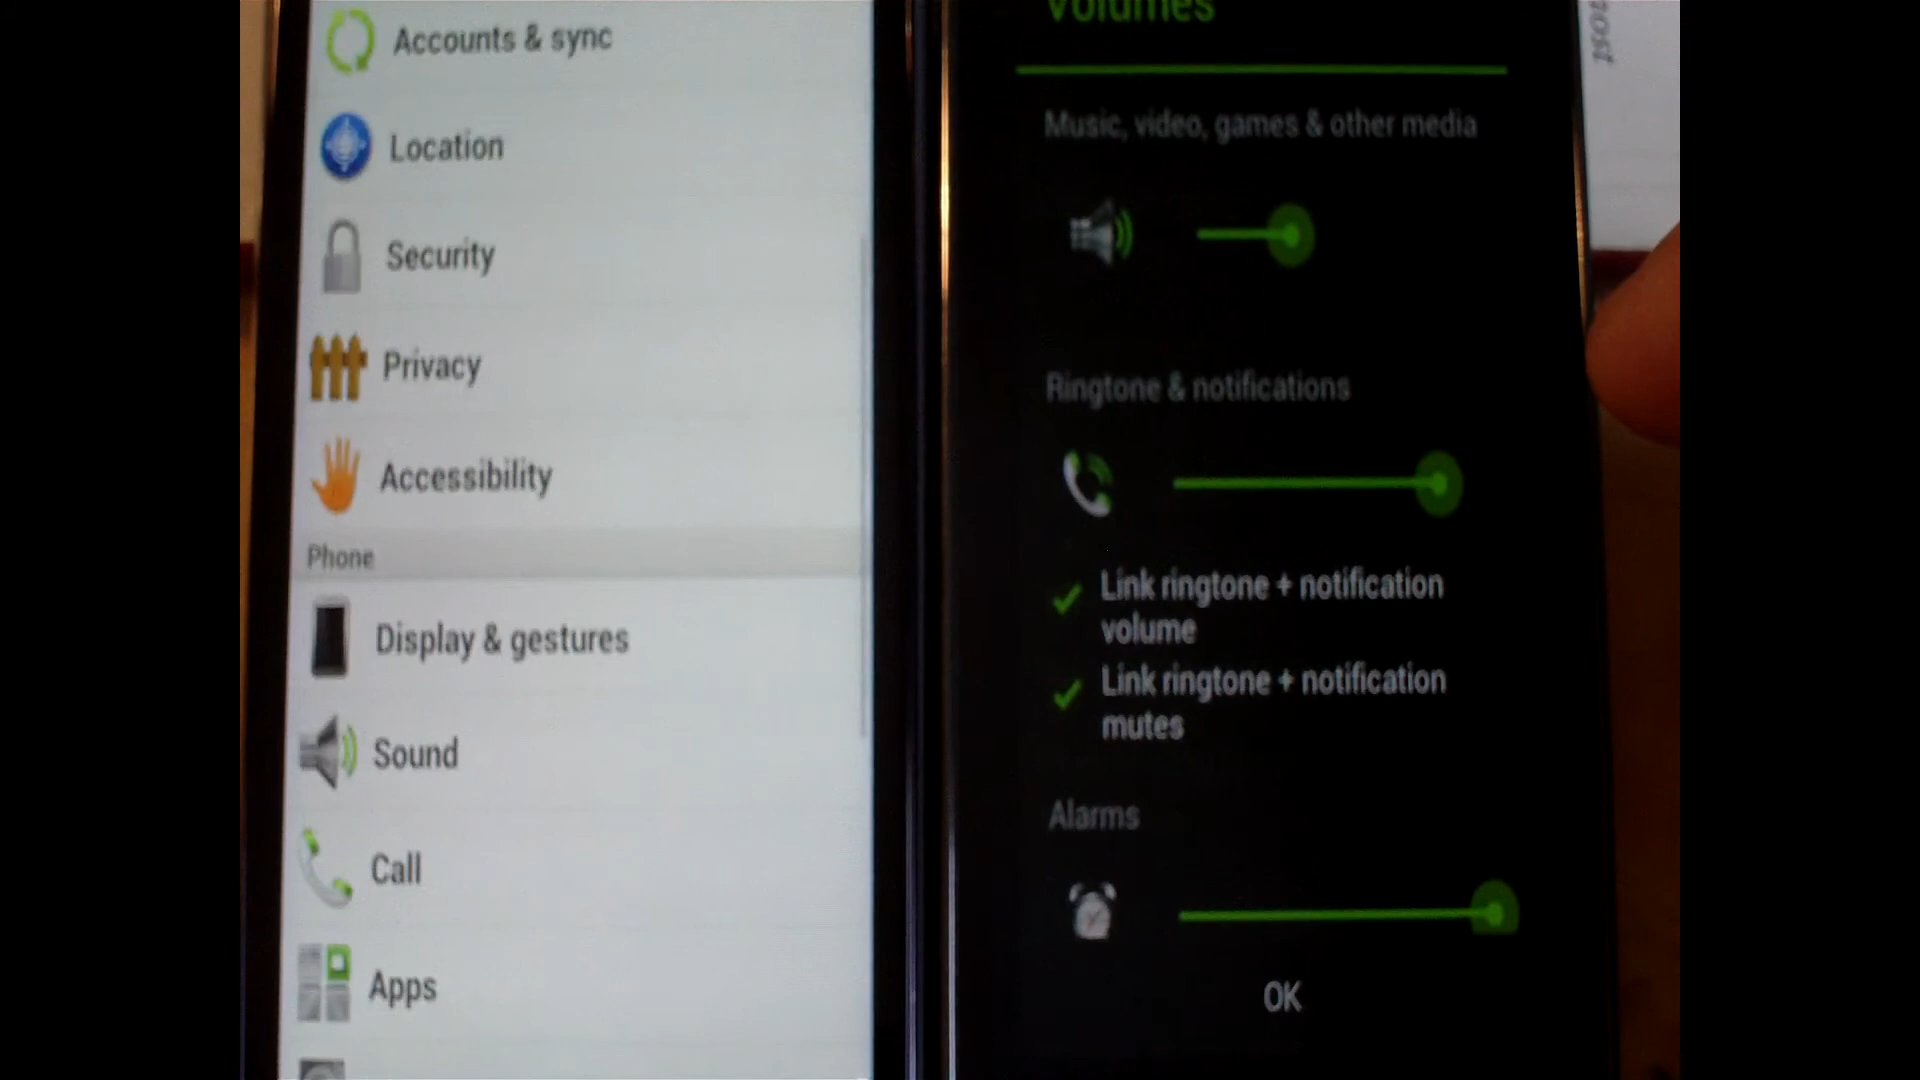 Accounts & sync
Location
Security
Privacy
Accessibility
Phone
Display & gestures
Sound
Call
Apps
Volumes
Music, video, games & other media
Ringtone & notifications
Link ringtone + notification
volume
Link ringtone + notification
mutes
Alarms
OK